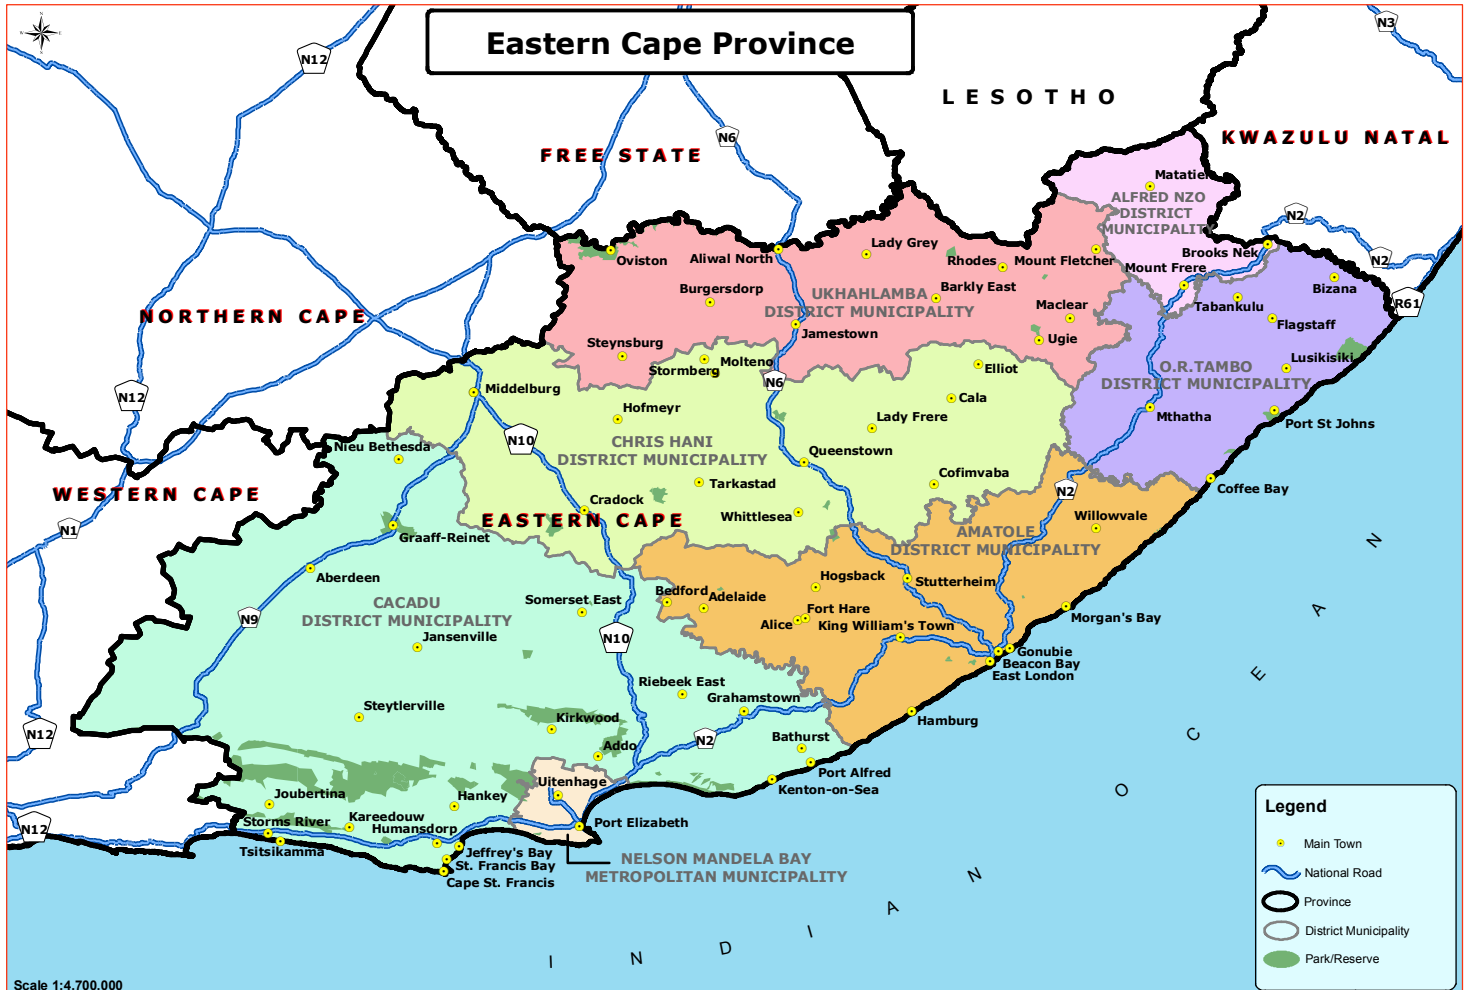 Eastern Cape Province
N12
N3
LESOTHO
N6
KWAZULU NATAL
FREE STATE
Matatiele
ALFRED NZO
DISTRICT
MUNICIPALITY
N2
Lady Grey
Brooks Nek
N2
Oviston
Aliwal North
Rhodes
Mount Fletcher
Mount Frere
Bizana
Burgersdorp
UKHAHLAMBA
DISTRICT MUNICIPALITY
Barkly East
Maclear
Tabankulu
R61
NORTHERN CAPE
Jamestown
Flagstaff
Steynsburg
Ugie
Stormberg
Molteno
Elliot
Lusikisiki
O.R.TAMBO
DISTRICT MUNICIPALITY
N12
Middelburg
N6
Cala
Hofmeyr
Lady Frere
Mthatha
Port St Johns
N10
CHRIS HANI
DISTRICT MUNICIPALITY
Nieu Bethesda
Queenstown
WESTERN CAPE
Tarkastad
Cofimvaba
N2
Coffee Bay
Cradock
EASTERN CAPE
Whittlesea
Willowvale
N1
AMATOLE
DISTRICT MUNICIPALITY
Graaff-Reinet
Aberdeen
Hogsback
Stutterheim
Bedford
Adelaide
Somerset East
CACADU
DISTRICT MUNICIPALITY
N9
Fort Hare
Alice
King William's Town
Morgan's Bay
Jansenville
N10
Gonubie
Beacon Bay
East London
Riebeek East
Steytlerville
Grahamstown
Hamburg
Kirkwood
N12
N2
Bathurst
Addo
Port Alfred
Kenton-on-Sea
Uitenhage
Joubertina
Hankey
Storms River
Kareedouw
Humansdorp
Port Elizabeth
N12
Tsitsikamma
Jeffrey's Bay
St. Francis Bay
Cape St. Francis
NELSON MANDELA BAY
METROPOLITAN MUNICIPALITY
INDIAN OCEAN
Legend
Main Town
National Road
Province
District Municipality
Park/Reserve
Scale 1:4,700,000